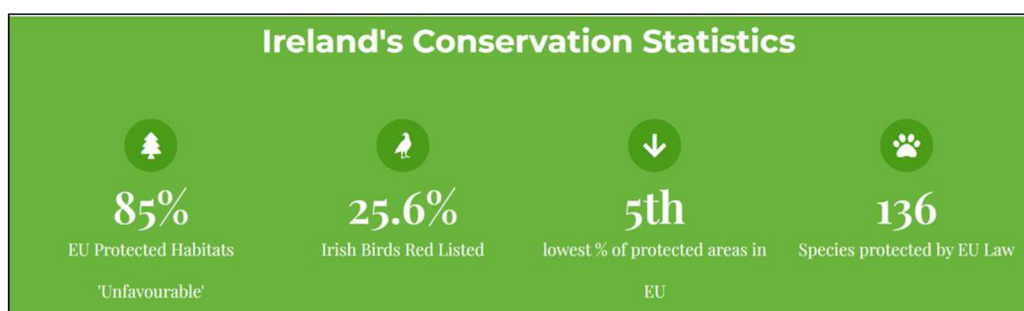 Ireland's Conservation Statistics
85%
EU Protected Habitats
'Unfavourable'
25.6%
Irish Birds Red Listed
5th
lowest % of protected areas in
EU
136
Species protected by EU Law